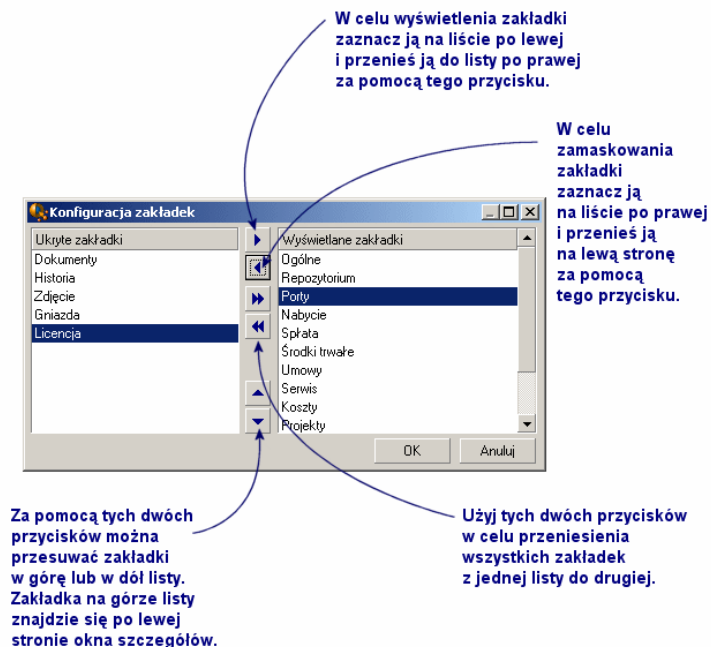 W celu wyświetlenia zakładki
zaznacz ją na liście po lewej
i przenieś ją do listy po prawej
za pomocą tego przycisku.
W celu
zamaskowania
zakładki
zaznacz ją
na liście po prawej
i przenieś ją
na lewą stronę
za pomocą
tego przycisku.
Konfiguracja zakładek
Ukryte zakładki
Dokumenty
Historia
Zdjęcie
Gniazda
Licencja
Wyświetlane zakładki
Ogólne
Repozytorium
Porty
Nabycie
Spłata
Środki trwałe
Umowy
Serwis
Koszty
Projekty
OK
Anuluj
Za pomocą tych dwóch
przycisków można
przesuwać zakładki
w górę lub w dół listy.
Zakładka na górze listy
znajdzie się po lewej
stronie okna szczegółów.
Użyj tych dwóch przycisków
w celu przeniesienia
wszystkich zakładek
z jednej listy do drugiej.